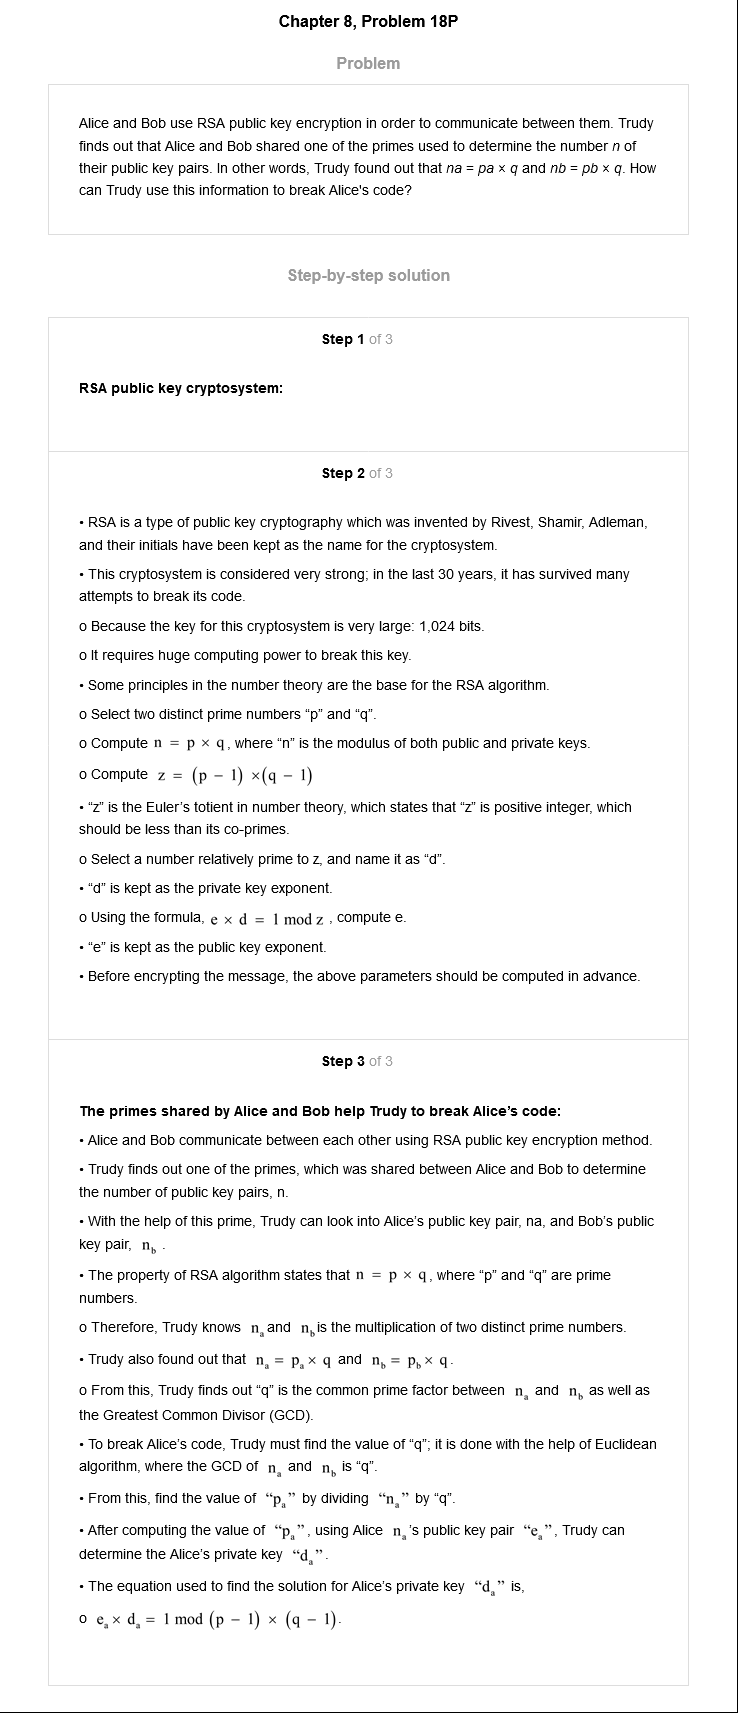 Chapter 8, Problem 18P
Problem
Alice and Bob use RSA public key encryption in order to communicate between them. Trudy
finds out that Alice and Bob shared one of the primes used to determine the number n of
their public key pairs. In other words, Trudy found out that na = pa × q and nb = pb × q. How
can Trudy use this information to break Alice's code?
Step-by-step solution
Step 1 of 3
RSA public key cryptosystem:
Step 2 of 3
• RSA is a type of public key cryptography which was invented by Rivest, Shamir, Adleman,
and their initials have been kept as the name for the cryptosystem.
• This cryptosystem is considered very strong; in the last 30 years, it has survived many
attempts to break its code.
o Because the key for this cryptosystem is very large: 1,024 bits.
o It requires huge computing power to break this key.
• Some principles in the number theory are the base for the RSA algorithm.
o Select two distinct prime numbers “p” and “q”.
o Compute n = p × q, where “n” is the modulus of both public and private keys.
o Compute z = (p − 1) ×(q − 1)
• “z” is the Euler’s totient in number theory, which states that “z” is positive integer, which
should be less than its co-primes.
o Select a number relatively prime to z, and name it as “d”.
• “d” is kept as the private key exponent.
o Using the formula, e × d = 1 mod z , compute e.
• “e” is kept as the public key exponent.
• Before encrypting the message, the above parameters should be computed in advance.
Step 3 of 3
The primes shared by Alice and Bob help Trudy to break Alice’s code:
• Alice and Bob communicate between each other using RSA public key encryption method.
• Trudy finds out one of the primes, which was shared between Alice and Bob to determine
the number of public key pairs, n.
• With the help of this prime, Trudy can look into Alice’s public key pair, na, and Bob’s public
key pair, n_b .
• The property of RSA algorithm states that n = p × q, where “p” and “q” are prime
numbers.
o Therefore, Trudy knows n_a and n_b is the multiplication of two distinct prime numbers.
• Trudy also found out that n_a = p_a × q and n_b = p_b × q.
o From this, Trudy finds out “q” is the common prime factor between n_a and n_b as well as
the Greatest Common Divisor (GCD).
• To break Alice’s code, Trudy must find the value of “q”; it is done with the help of Euclidean
algorithm, where the GCD of n_a and n_b is “q”.
• From this, find the value of “p_a” by dividing “n_a” by “q”.
• After computing the value of “p_a”, using Alice n_a’s public key pair “e_a”, Trudy can
determine the Alice’s private key “d_a”.
• The equation used to find the solution for Alice’s private key “d_a” is,
o e_a × d_a = 1 mod (p − 1) × (q − 1).